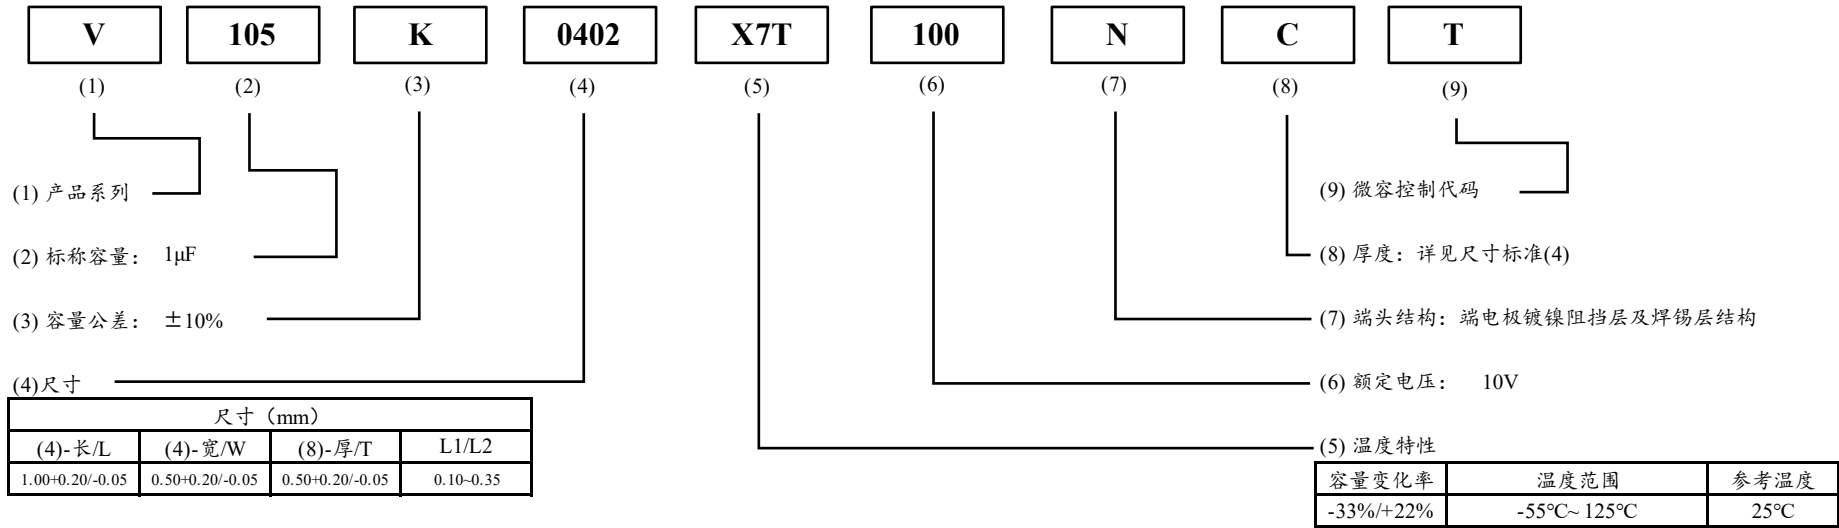 V 105 K 0402 X7T 100 N C T
(1) (2) (3) (4) (5) (6) (7) (8) (9)
(1) 产品系列
(9) 微容控制代码
(2) 标称容量： 1μF
(8) 厚度：详见尺寸标准(4)
(3) 容量公差： ±10%
(7) 端头结构：端电极镀镍阻挡层及焊锡层结构
(4)尺寸
(6) 额定电压： 10V
尺寸（mm）
(4)-长/L (4)-宽/W (8)-厚/T L1/L2
1.00+0.20/-0.05 0.50+0.20/-0.05 0.50+0.20/-0.05 0.10~0.35
(5) 温度特性
容量变化率 温度范围 参考温度
-33%/+22% -55℃~ 125℃ 25℃